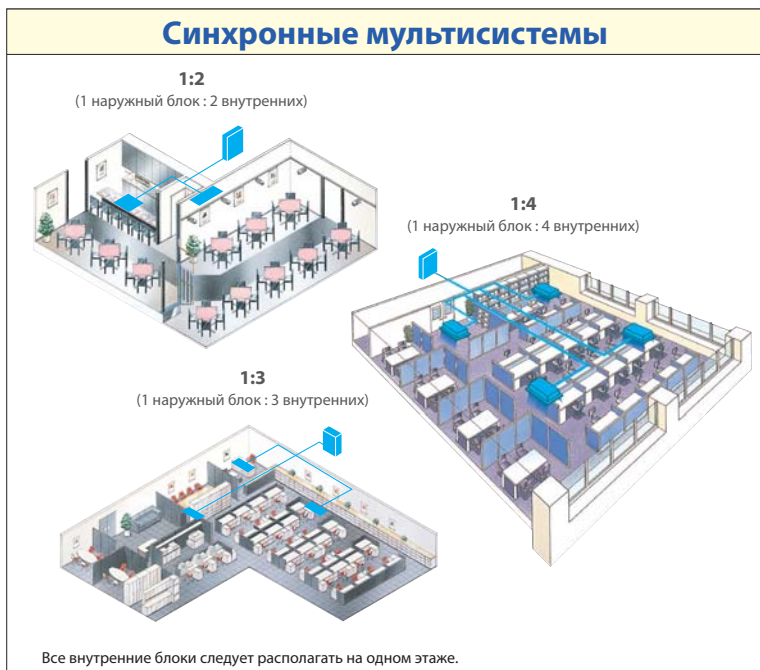 Синхронные мультисистемы
1:2
(1 наружный блок : 2 внутренних)
1:4
(1 наружный блок : 4 внутренних)
1:3
(1 наружный блок : 3 внутренних)
Все внутренние блоки следует располагать на одном этаже.